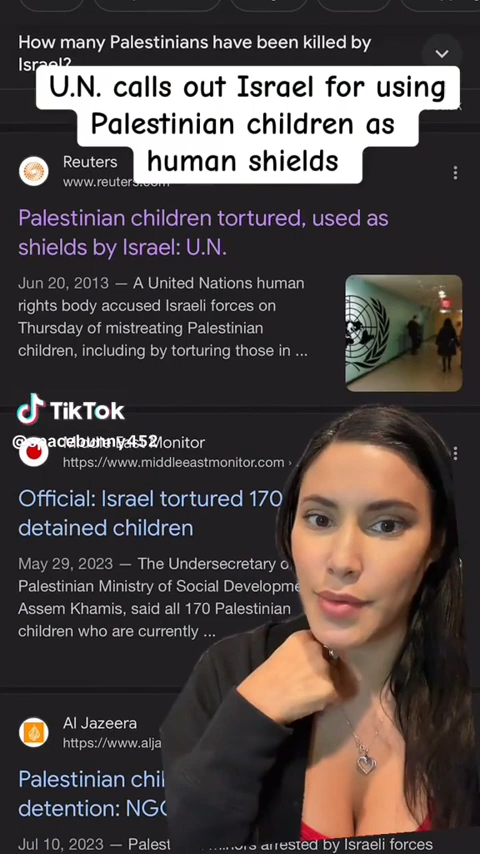 How many Palestinians have been killed by
Israel?
U.N. calls out Israel for using
Palestinian children as
human shields
Reuters
www.reuters.com
Palestinian children tortured, used as
shields by Israel: U.N.
Jun 20, 2013 — A United Nations human
rights body accused Israeli forces on
Thursday of mistreating Palestinian
children, including by torturing those in ...
TikTok
@spacebunny452
Middle East Monitor
https://www.middleeastmonitor.com ›
Official: Israel tortured 170
detained children
May 29, 2023 — The Undersecretary o
Palestinian Ministry of Social Developme
Assem Khamis, said all 170 Palestinian
children who are currently ...
Al Jazeera
https://www.alja
Palestinian chil
detention: NGO
Jul 10, 2023 — Palest minors arrested by Israeli forces